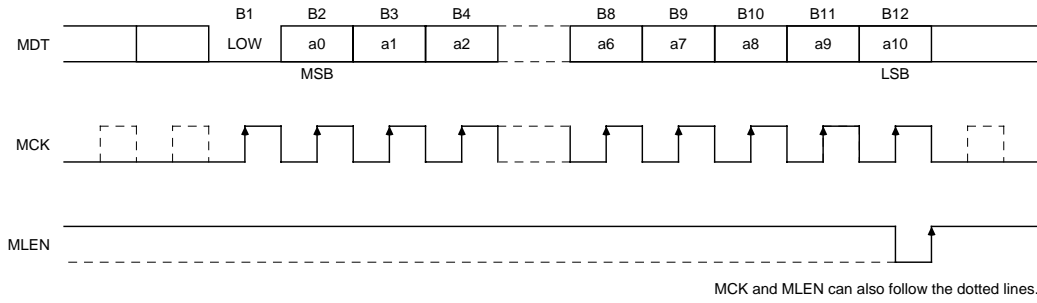 B1 B2 B3 B4 B8 B9 B10 B11 B12
MDT LOW a0 a1 a2 a6 a7 a8 a9 a10
MSB LSB
MCK
MLEN
MCK and MLEN can also follow the dotted lines.